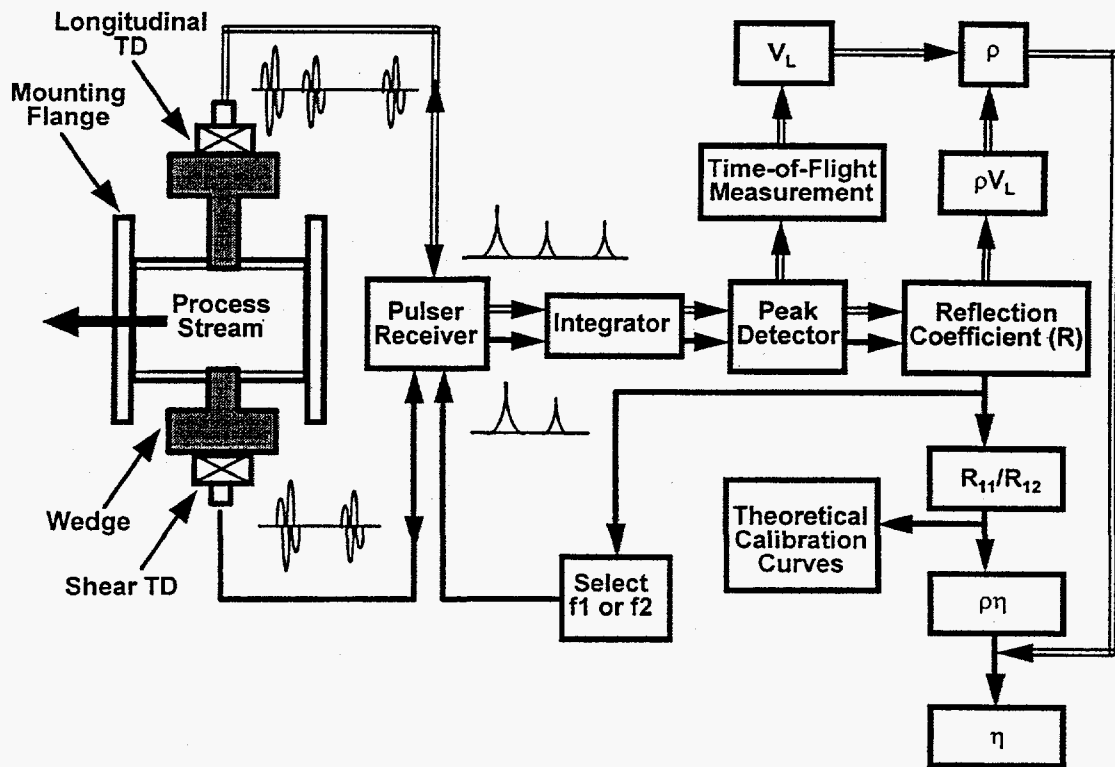 Longitudinal
TD
Mounting
Flange
Process
Stream
Wedge
Shear TD
Pulser
Receiver
Integrator
Peak
Detector
Reflection
Coefficient (R)
Time-of-Flight
Measurement
V_L
ρ
ρV_L
R_11/R_12
Theoretical
Calibration
Curves
Select
f1 or f2
ρη
η